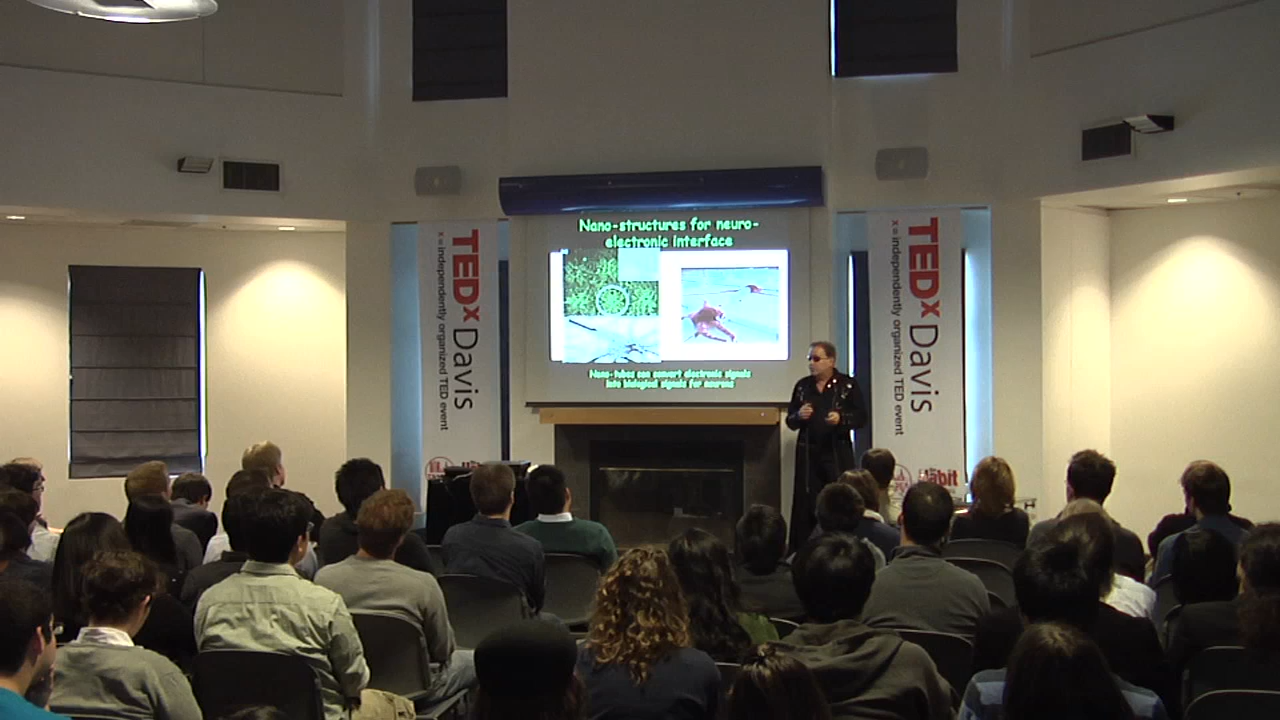 Nano-structures for neuro-
electronic interface
Nano-tubes can convert electronic signals
into biological signals for neurons
TEDx Davis
x = independently organized TED event
TEDx Davis
x = independently organized TED event
Habit